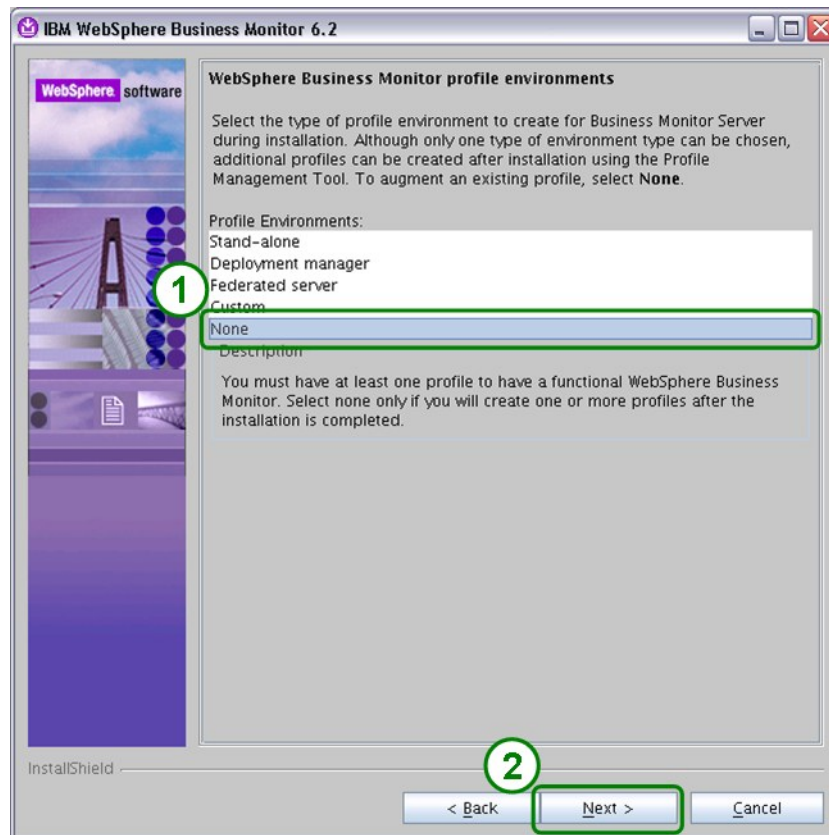 IBM WebSphere Business Monitor 6.2
WebSphere software
WebSphere Business Monitor profile environments
Select the type of profile environment to create for Business Monitor Server
during installation. Although only one type of environment type can be chosen,
additional profiles can be created after installation using the Profile
Management Tool. To augment an existing profile, select None.
Profile Environments:
Stand-alone
Deployment manager
Federated server
1
Custom
None
Description
You must have at least one profile to have a functional WebSphere Business
Monitor. Select none only if you will create one or more profiles after the
installation is completed.
InstallShield
2
< Back
Next >
Cancel